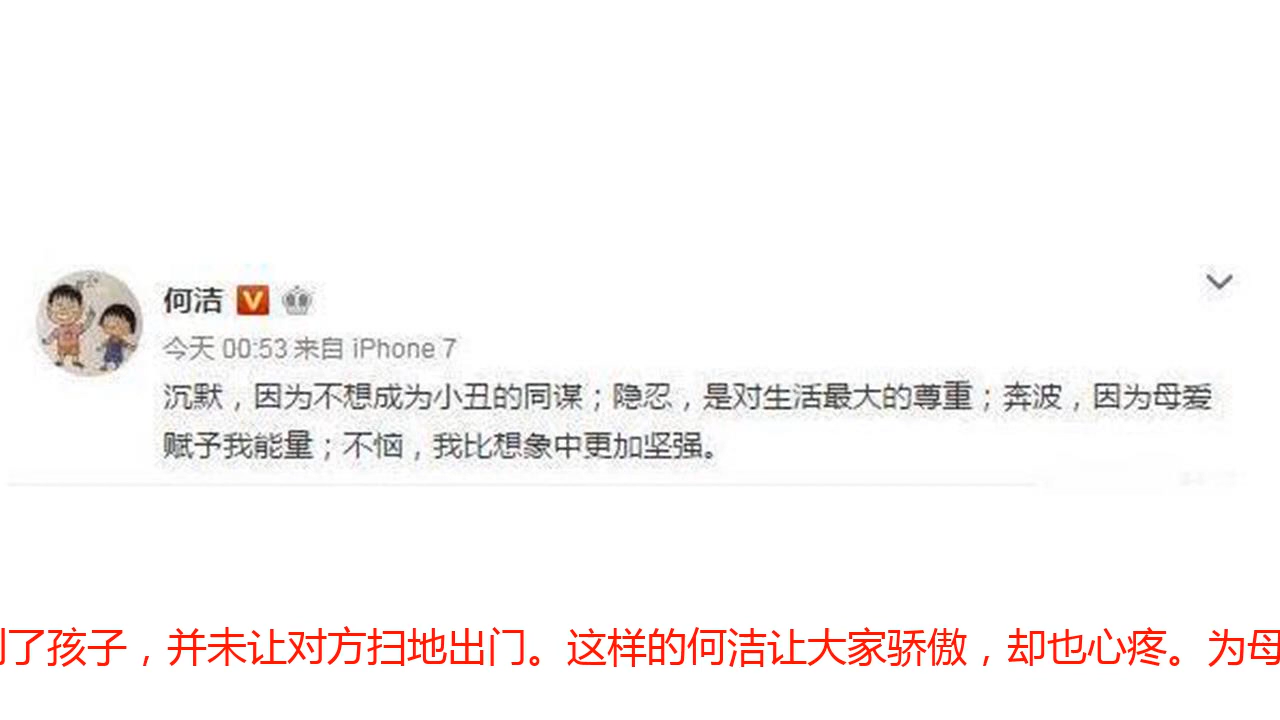 何洁
今天 00:53 来自 iPhone 7
沉默，因为不想成为小丑的同谋；隐忍，是对生活最大的尊重；奔波，因为母爱
赋予我能量；不恼，我比想象中更加坚强。
了孩子，并未让对方扫地出门。这样的何洁让大家骄傲，却也心疼。为母